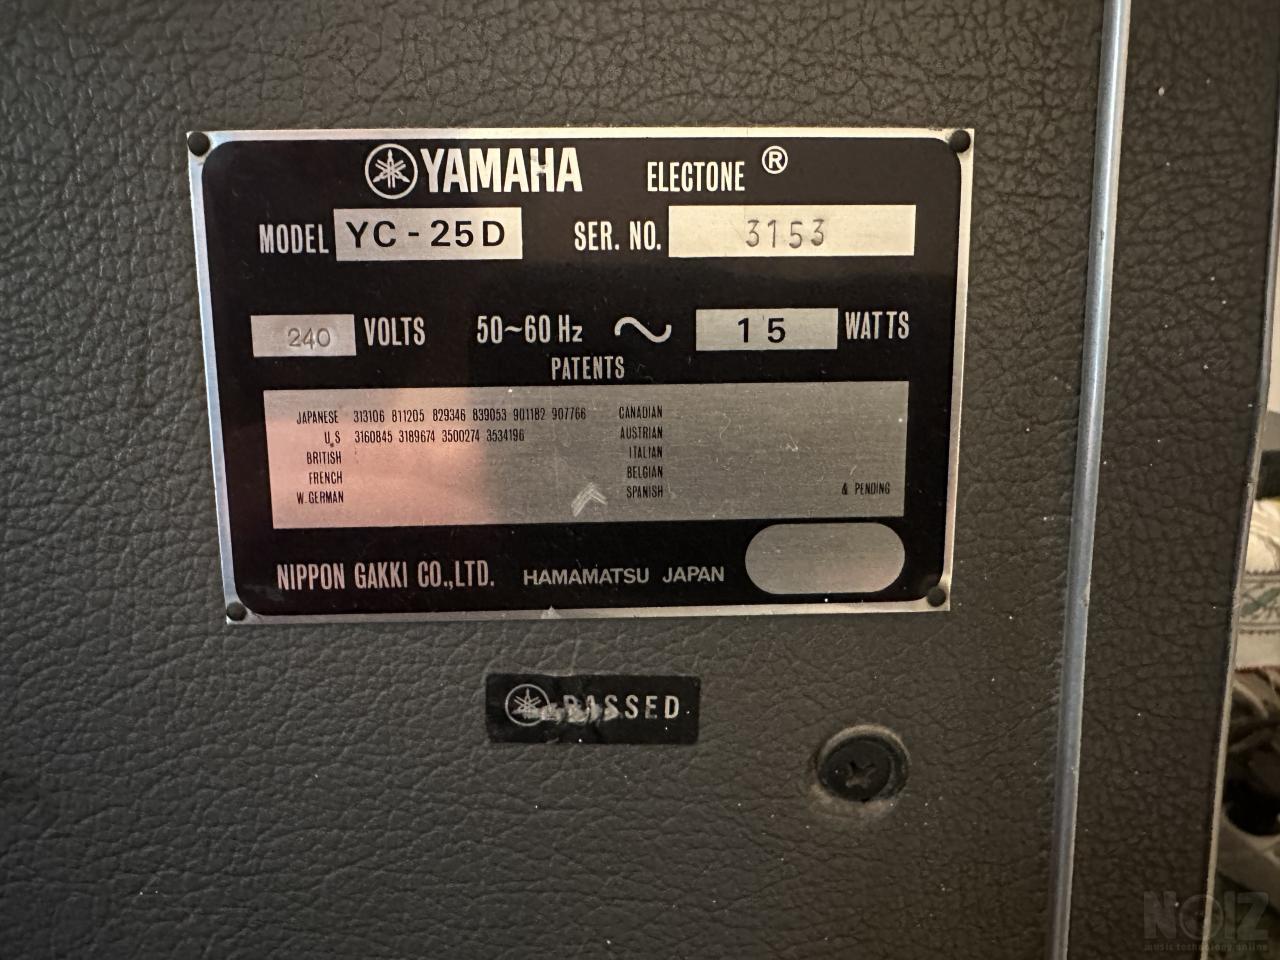 YAMAHA ELECTONE ®
MODEL YC-25D SER. NO. 3153
240 VOLTS 50~60 Hz ~ 15 WATTS
PATENTS
JAPANESE 313106 811205 829346 839053 901182 907766 CANADIAN
U.S 3160845 3189674 3500274 3534196 AUSTRIAN
BRITISH ITALIAN
FRENCH BELGIAN
W. GERMAN SPANISH & PENDING
NIPPON GAKKI CO.,LTD. HAMAMATSU JAPAN
PASSED
NOIZ
music technology online